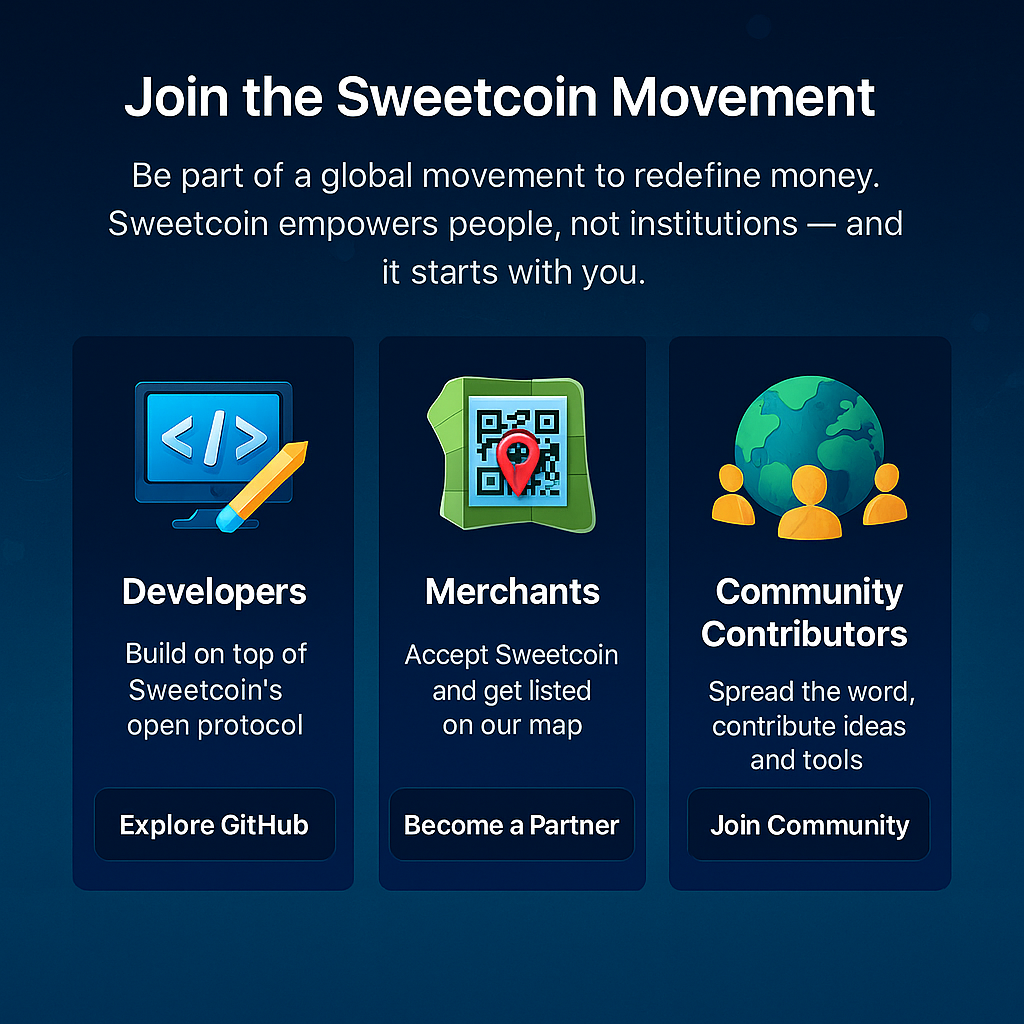 Join the Sweetcoin Movement
Be part of a global movement to redefine money.
Sweetcoin empowers people, not institutions — and
it starts with you.
</>
Developers
Build on top of
Sweetcoin's
open protocol
Explore GitHub
Merchants
Accept Sweetcoin
and get listed
on our map
Become a Partner
Community
Contributors
Spread the word,
contribute ideas
and tools
Join Community